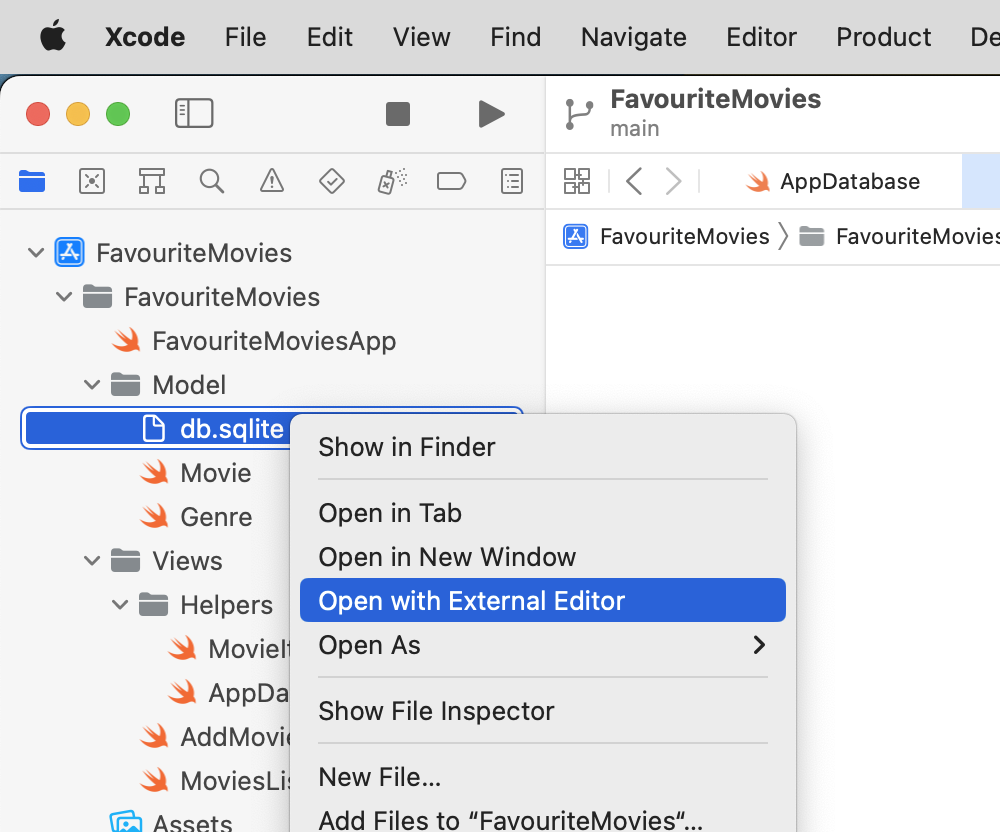 Xcode File Edit View Find Navigate Editor Product De
FavouriteMovies
main
AppDatabase
FavouriteMovies FavouriteMovies
FavouriteMovies
FavouriteMovies
FavouriteMoviesApp
Model
db.sqlite
Movie
Genre
Views
Helpers
MovieIt
AppDa
AddMovie
MoviesLis
Assets
Show in Finder
Open in Tab
Open in New Window
Open with External Editor
Open As
Show File Inspector
New File...
Add Files to “FavouriteMovies“...